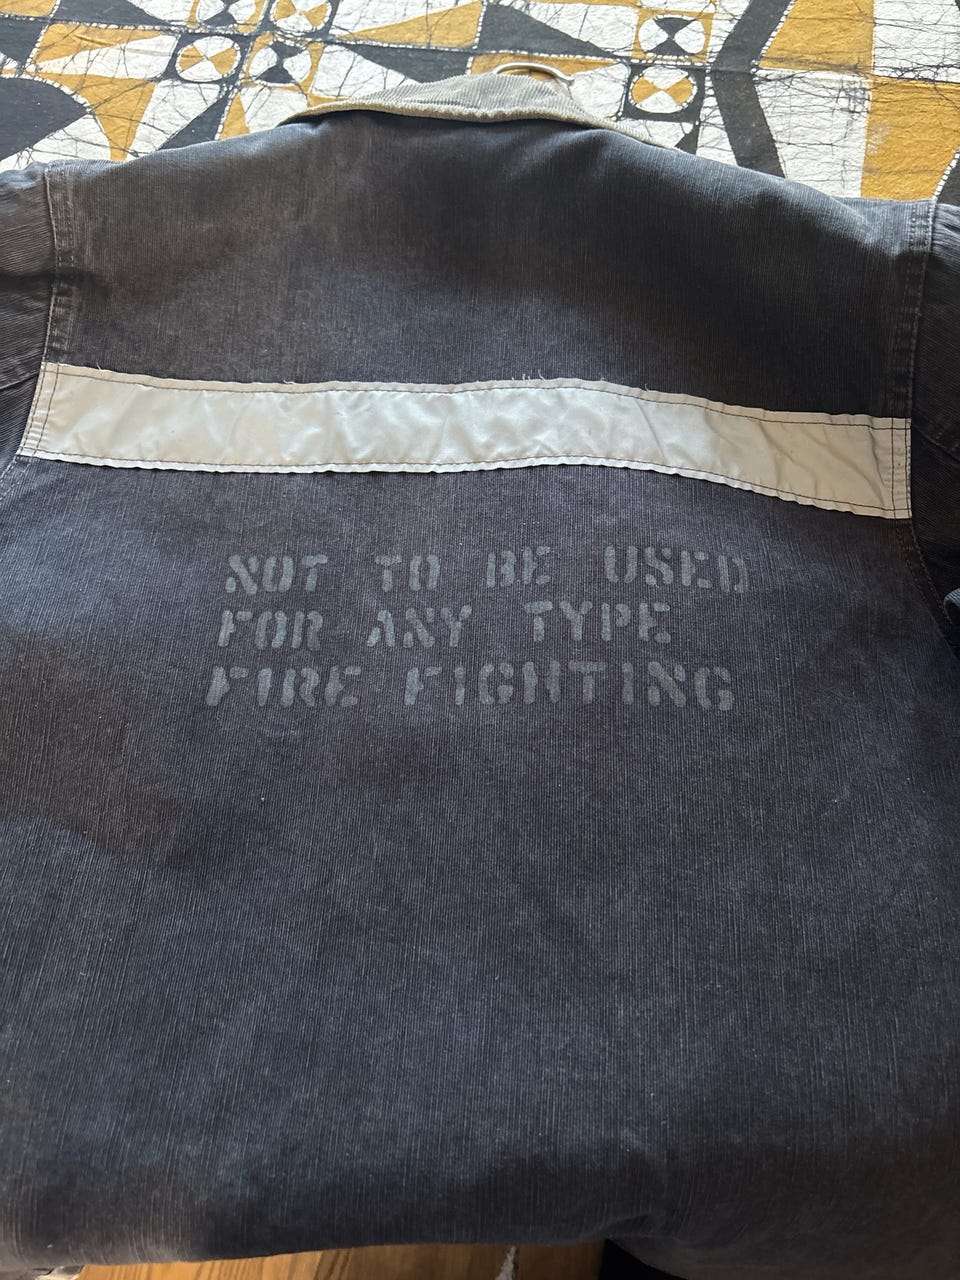 NOT TO BE USED
FOR ANY TYPE
FIRE FIGHTING